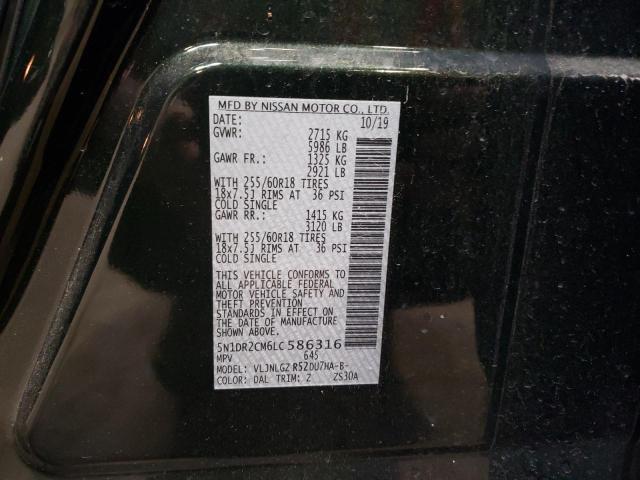 MFD BY NISSAN MOTOR CO., LTD.
DATE: 10/19
GVWR: 2715 KG
5986 LB
GAWR FR.: 1325 KG
2921 LB
WITH 255/60R18 TIRES
18x7.5J RIMS AT 36 PSI
COLD SINGLE
GAWR RR.: 1415 KG
3120 LB
WITH 255/60R18 TIRES
18x7.5J RIMS AT 36 PSI
COLD SINGLE
THIS VEHICLE CONFORMS TO
ALL APPLICABLE FEDERAL
MOTOR VEHICLE SAFETY AND
THEFT PREVENTION
STANDARDS IN EFFECT ON
THE DATE OF MANUFACTURE
SHOWN ABOVE.
5N1DR2CM6LC586316
MPV 645
MODEL: VLJNLGZ R52DU7HA-B-
COLOR: DAL TRIM: Z ZS30A